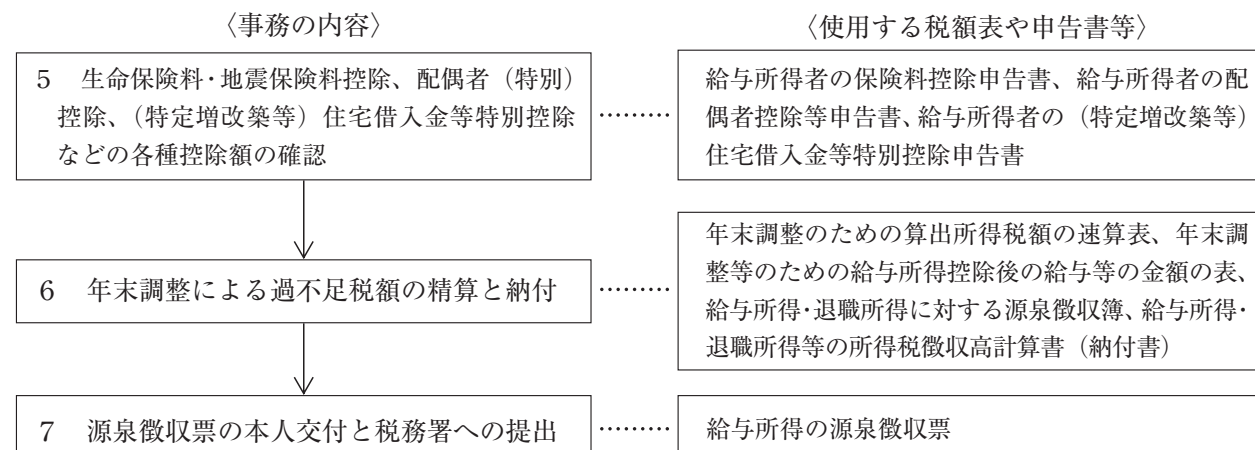 〈事務の内容〉
〈使用する税額表や申告書等〉
5 生命保険料・地震保険料控除、配偶者（特別）
控除、（特定増改築等）住宅借入金等特別控除
などの各種控除額の確認
………
給与所得者の保険料控除申告書、給与所得者の配
偶者控除等申告書、給与所得者の（特定増改築等）
住宅借入金等特別控除申告書
6 年末調整による過不足税額の精算と納付
………
年末調整のための算出所得税額の速算表、年末調
整等のための給与所得控除後の給与等の金額の表、
給与所得・退職所得に対する源泉徴収簿、給与所得・
退職所得等の所得税徴収高計算書（納付書）
7 源泉徴収票の本人交付と税務署への提出
………
給与所得の源泉徴収票